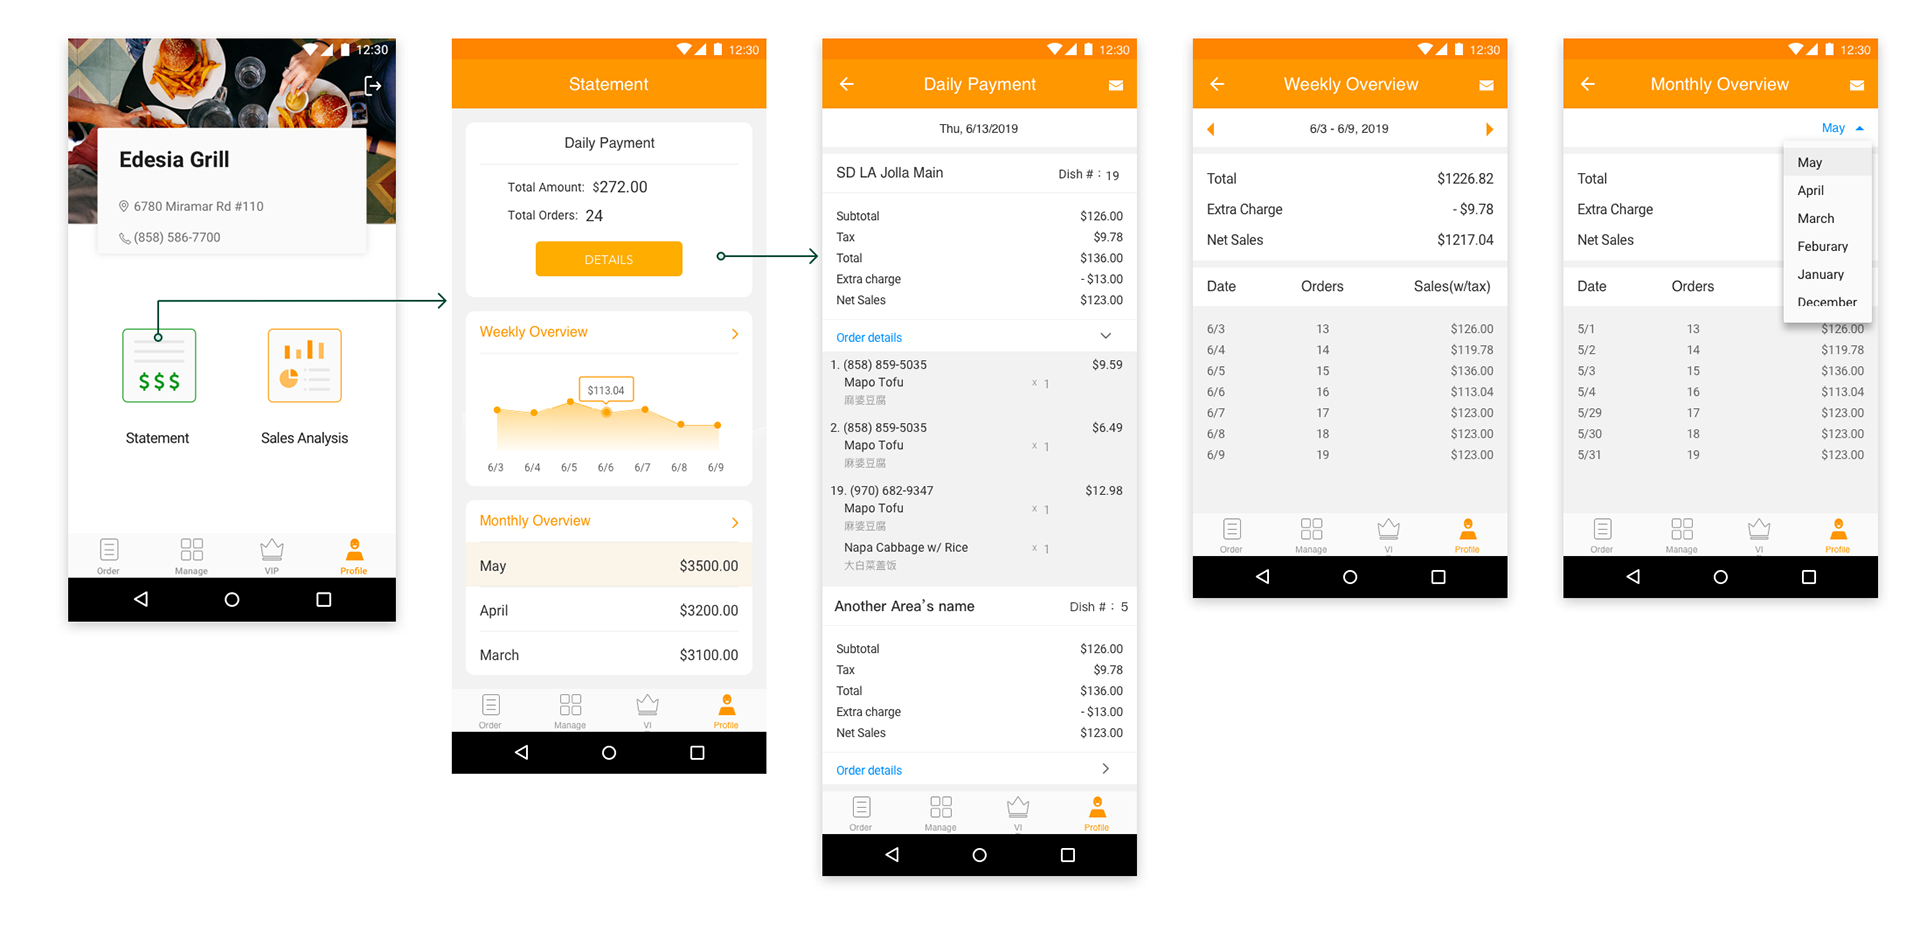 12:30
Edesia Grill
6780 Miramar Rd #110
(858) 586-7700
$ $ $
Statement
Sales Analysis
Order Manage VIP Profile
12:30
Statement
Daily Payment
Total Amount: $272.00
Total Orders: 24
DETAILS
Weekly Overview
$113.04
6/3 6/4 6/5 6/6 6/7 6/8 6/9
Monthly Overview
May $3500.00
April $3200.00
March $3100.00
Order Manage VI Profile
12:30
Daily Payment
Thu, 6/13/2019
SD LA Jolla Main Dish # : 19
Subtotal $126.00
Tax $9.78
Total $136.00
Extra charge - $13.00
Net Sales $123.00
Order details
1. (858) 859-5035 $9.59
Mapo Tofu x 1
麻婆豆腐
2. (858) 859-5035 $6.49
Mapo Tofu x 1
麻婆豆腐
19. (970) 682-9347 $12.98
Mapo Tofu x 1
麻婆豆腐
Napa Cabbage w/ Rice x 1
大白菜盖饭
Another Area's name Dish # : 5
Subtotal $126.00
Tax $9.78
Total $136.00
Extra charge - $13.00
Net Sales $123.00
Order details
Order Manage VI Profile
12:30
Weekly Overview
6/3 - 6/9, 2019
Total $1226.82
Extra Charge - $9.78
Net Sales $1217.04
Date Orders Sales(w/tax)
6/3 13 $126.00
6/4 14 $119.78
6/5 15 $136.00
6/6 16 $113.04
6/7 17 $123.00
6/8 18 $123.00
6/9 19 $123.00
Order Manage VI Profile
12:30
Monthly Overview
May
May
April
March
Feburary
January
December
Total
Extra Charge
Net Sales
Date Orders
5/1 13 $126.00
5/2 14 $119.78
5/3 15 $136.00
5/4 16 $113.04
5/29 17 $123.00
5/30 18 $123.00
5/31 19 $123.00
Order Manage VI Profile